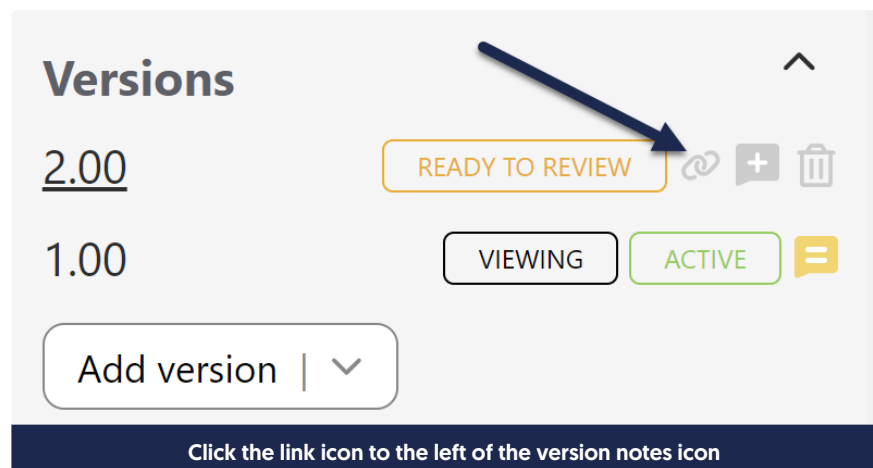 Versions
2.00 READY TO REVIEW
1.00 VIEWING ACTIVE
Add version |
Click the link icon to the left of the version notes icon